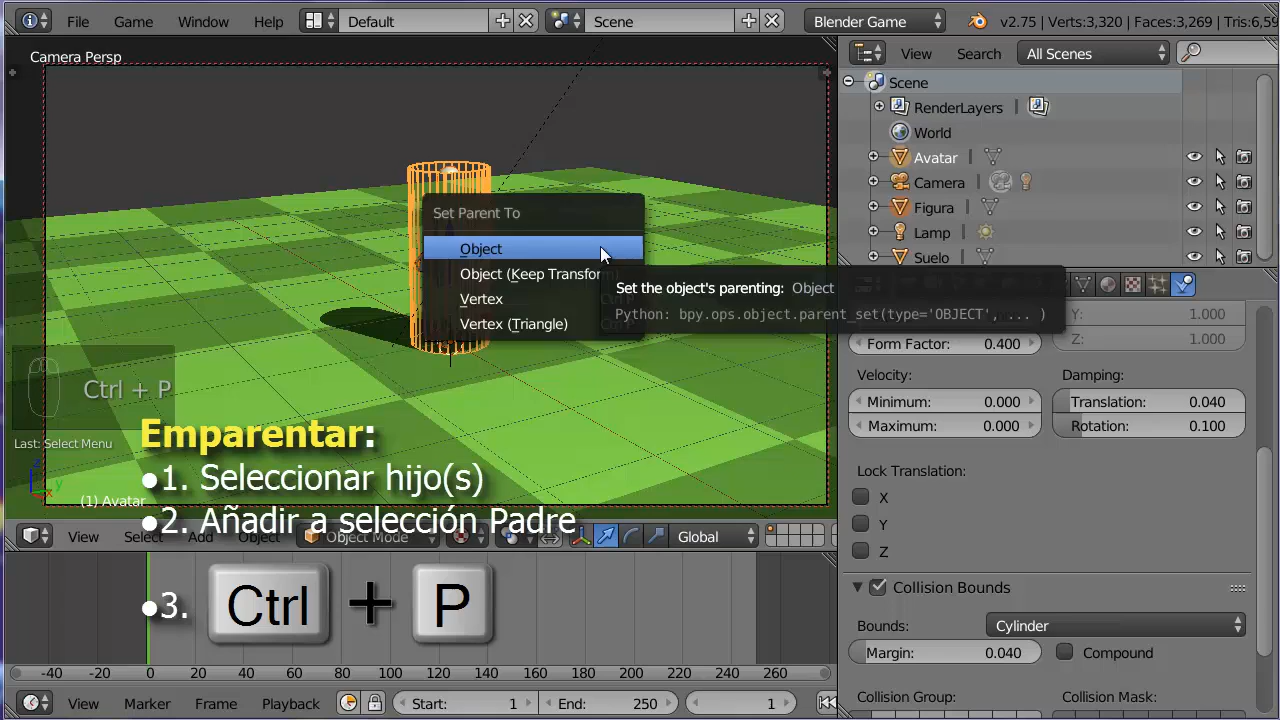 File Game Window Help Default Scene Blender Game v2.75 | Verts:3,320 | Faces:3,269 | Tris:6,59
Camera Persp
View Search All Scenes
Scene
RenderLayers
World
Avatar
Camera
Figura
Lamp
Suelo
Set Parent To
Object
Object (Keep Transform)
Vertex
Vertex (Triangle)
Ctrl P
Set the object's parenting: Object
Python: bpy.ops.object.parent_set(type='OBJECT', ... )
Y: 1.000
Z: 1.000
Form Factor: 0.400
Velocity:
Minimum: 0.000
Maximum: 0.000
Damping:
Translation: 0.040
Rotation: 0.100
Lock Translation:
X
Y
Z
Collision Bounds
Bounds: Cylinder
Margin: 0.040 Compound
Collision Group: Collision Mask:
Ctrl + P
Last: Select Menu
z
y
x
(1) Avatar
Emparentar:
●1. Seleccionar hijo(s)
●2. Añadir a selección Padre
●3. Ctrl + P
View Select Add Object Object Mode Global
-40 -20 0 20 40 60 80 100 120 140 160 180 200 220 240 260
View Marker Frame Playback Start: 1 End: 250 1